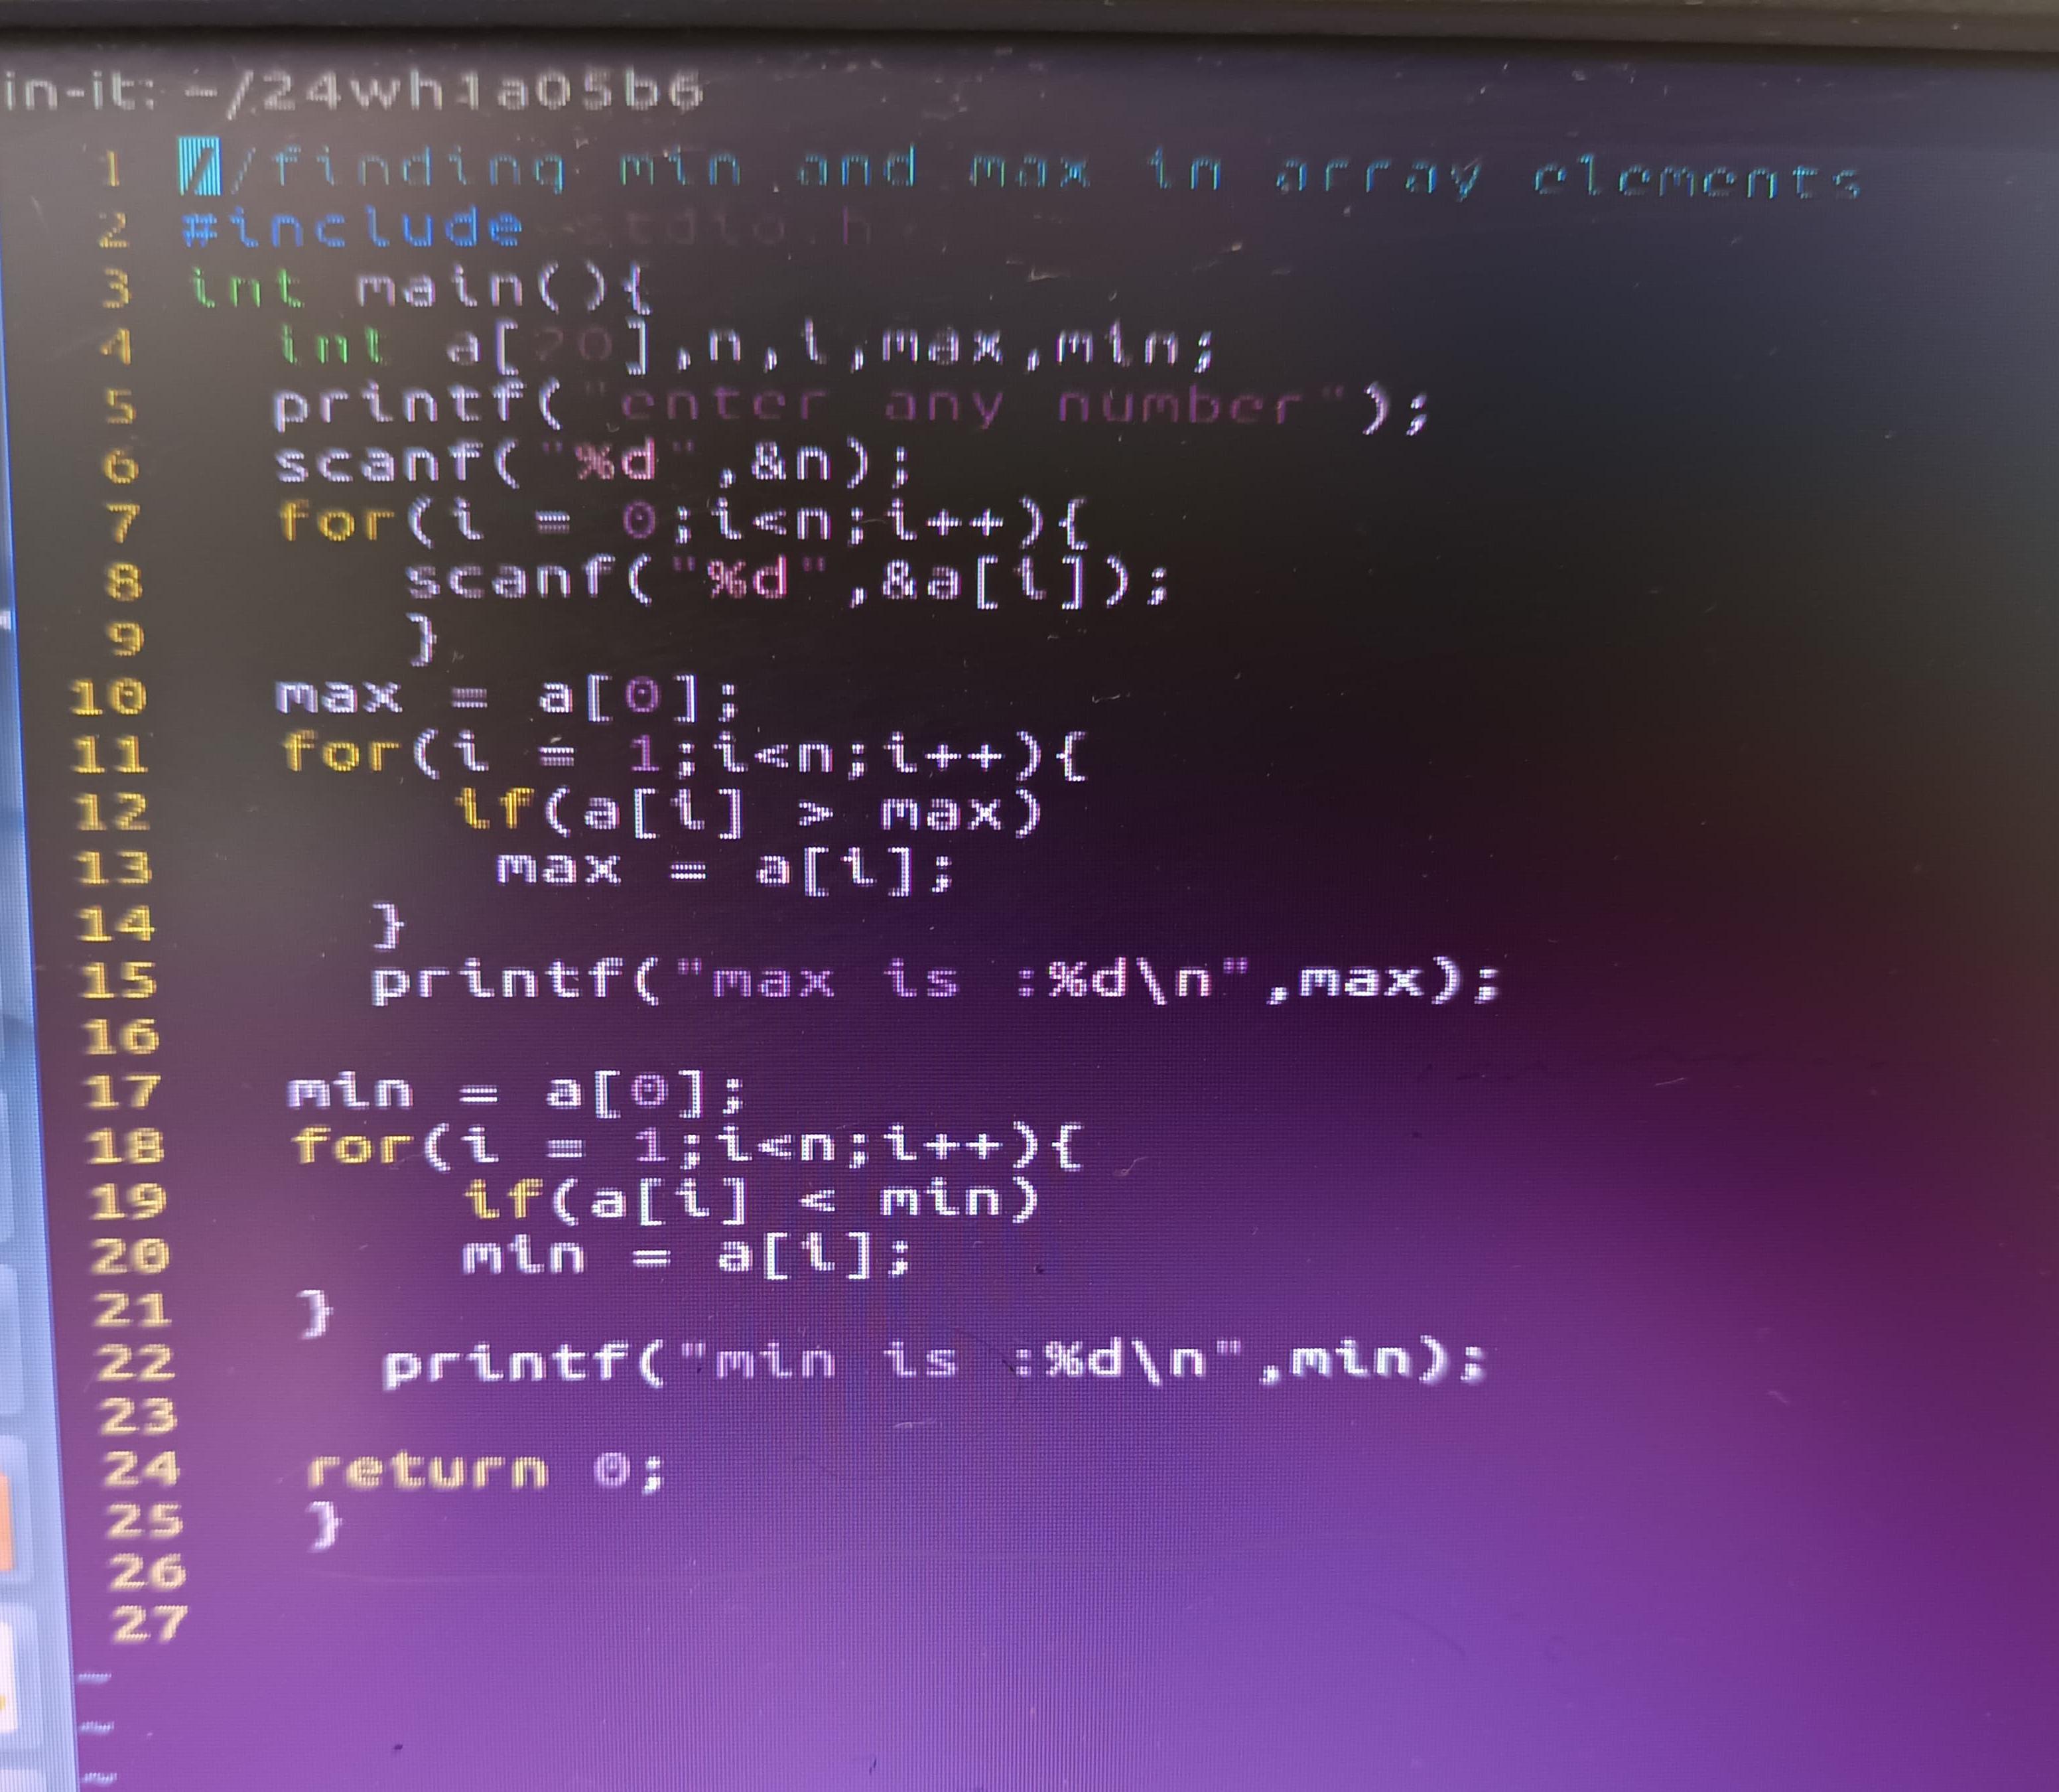 in-it: ~/24wh1a05b6
1 //finding min and max in array elements
2 #include <stdio.h>
3 int main(){
4 int a[20],n,i,max,min;
5 printf("enter any number");
6 scanf("%d",&n);
7 for(i = 0;i<n;i++){
8 scanf("%d",&a[i]);
9 }
10 max = a[0];
11 for(i = 1;i<n;i++){
12 if(a[i] > max)
13 max = a[i];
14 }
15 printf("max is :%d\n",max);
16
17 min = a[0];
18 for(i = 1;i<n;i++){
19 if(a[i] < min)
20 min = a[i];
21 }
22 printf("min is :%d\n",min);
23
24 return 0;
25 }
26
27
~
~
~